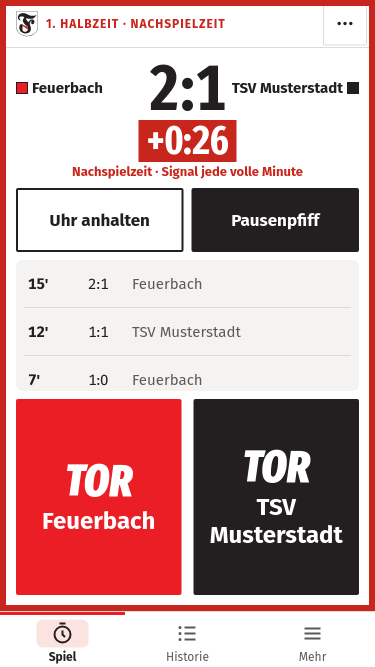 1. HALBZEIT · NACHSPIELZEIT
Feuerbach 2:1 TSV Musterstadt
+0:26
Nachspielzeit · Signal jede volle Minute
Uhr anhalten Pausenpfiff
15' 2:1 Feuerbach
12' 1:1 TSV Musterstadt
7' 1:0 Feuerbach
TOR
Feuerbach
TOR
TSV
Musterstadt
Spiel Historie Mehr